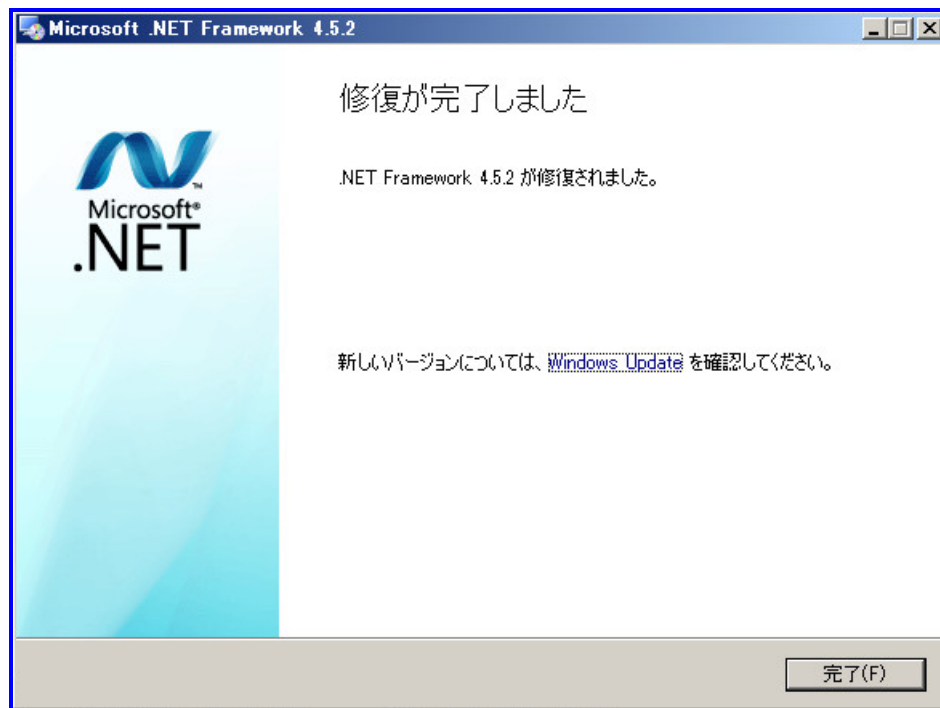 Microsoft .NET Framework 4.5.2
修復が完了しました
.NET Framework 4.5.2 が修復されました。
Microsoft®
.NET
™
新しいバージョンについては、Windows Update を確認してください。
完了(F)